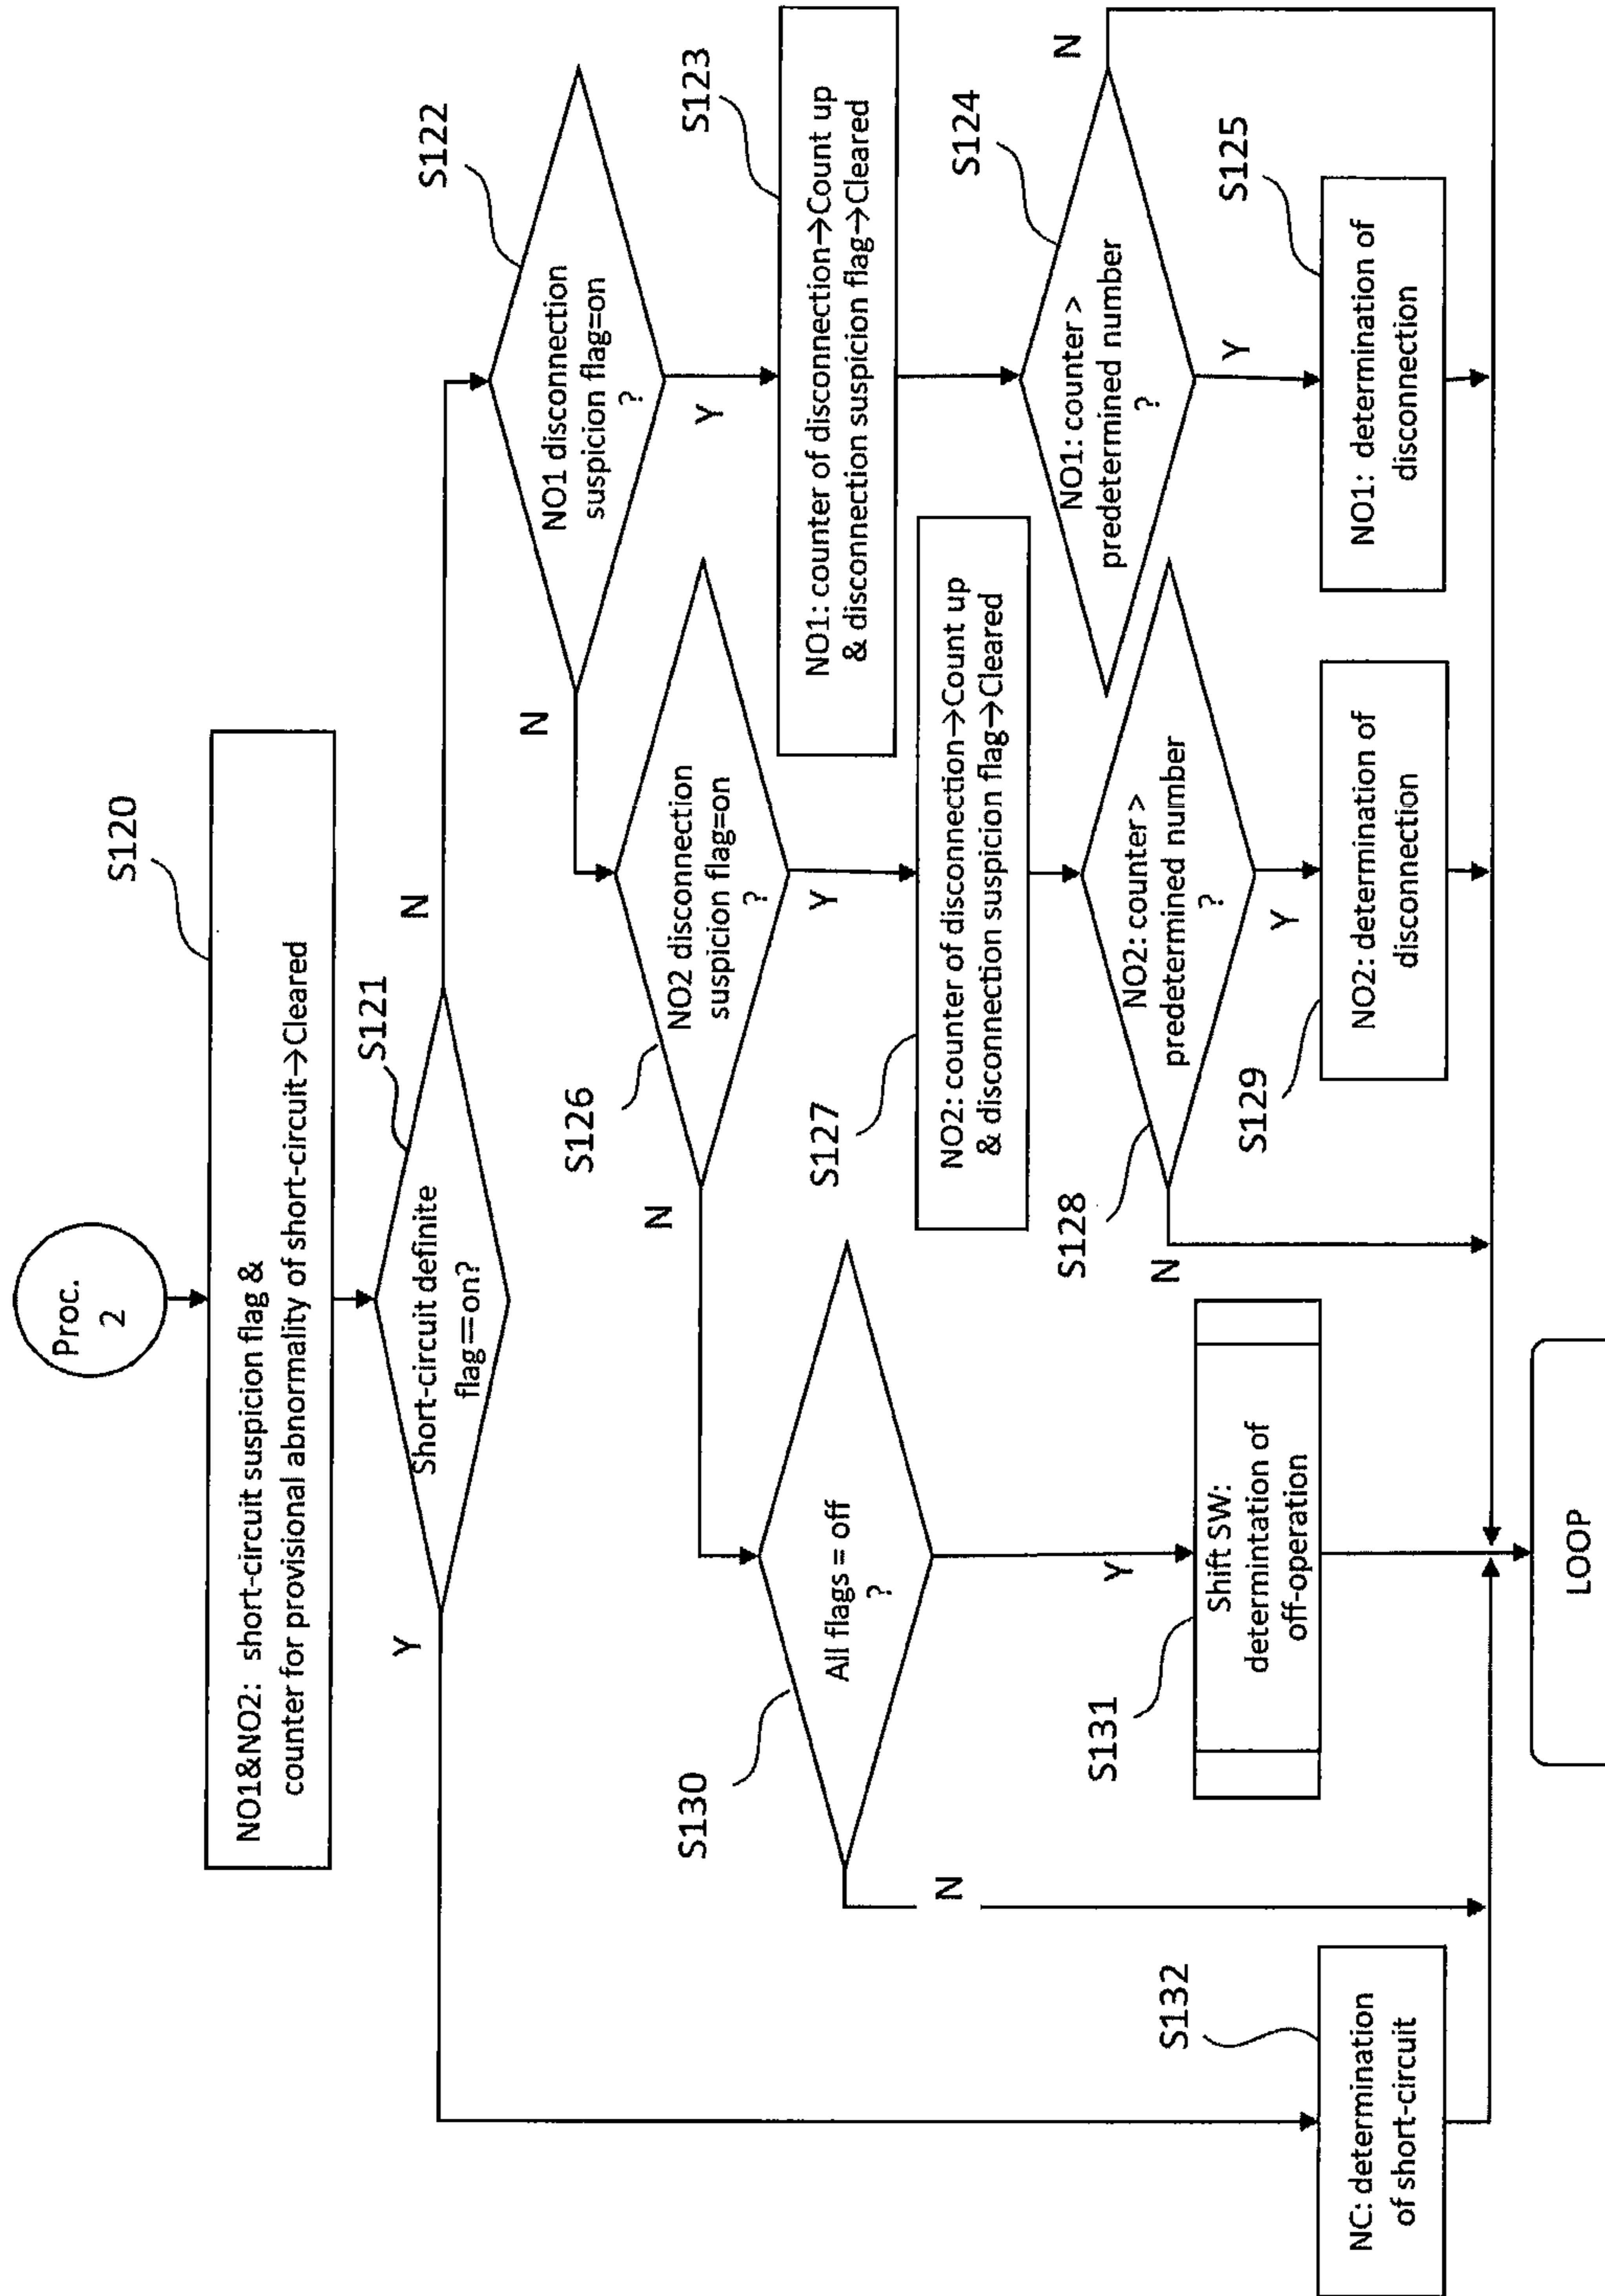 Proc.
2
S120
NO1&NO2: short-circuit suspicion flag &
counter for provisional abnormality of short-circuit→Cleared
S121
Short-circuit definite
flag==on?
Y
N
S122
NO1 disconnection
suspicion flag=on
?
N
Y
S123
NO1: counter of disconnection→Count up
& disconnection suspicion flag→Cleared
S124
NO1: counter >
predetermined number
?
N
Y
S125
NO1: determination of
disconnection
S126
NO2 disconnection
suspicion flag=on
?
N
Y
S127
NO2: counter of disconnection→Count up
& disconnection suspicion flag→Cleared
S128
NO2: counter >
predetermined number
?
N
Y
S129
NO2: determination of
disconnection
S130
All flags = off
?
N
Y
S131
Shift SW:
determintation of
off-operation
S132
NC: determination
of short-circuit
LOOP